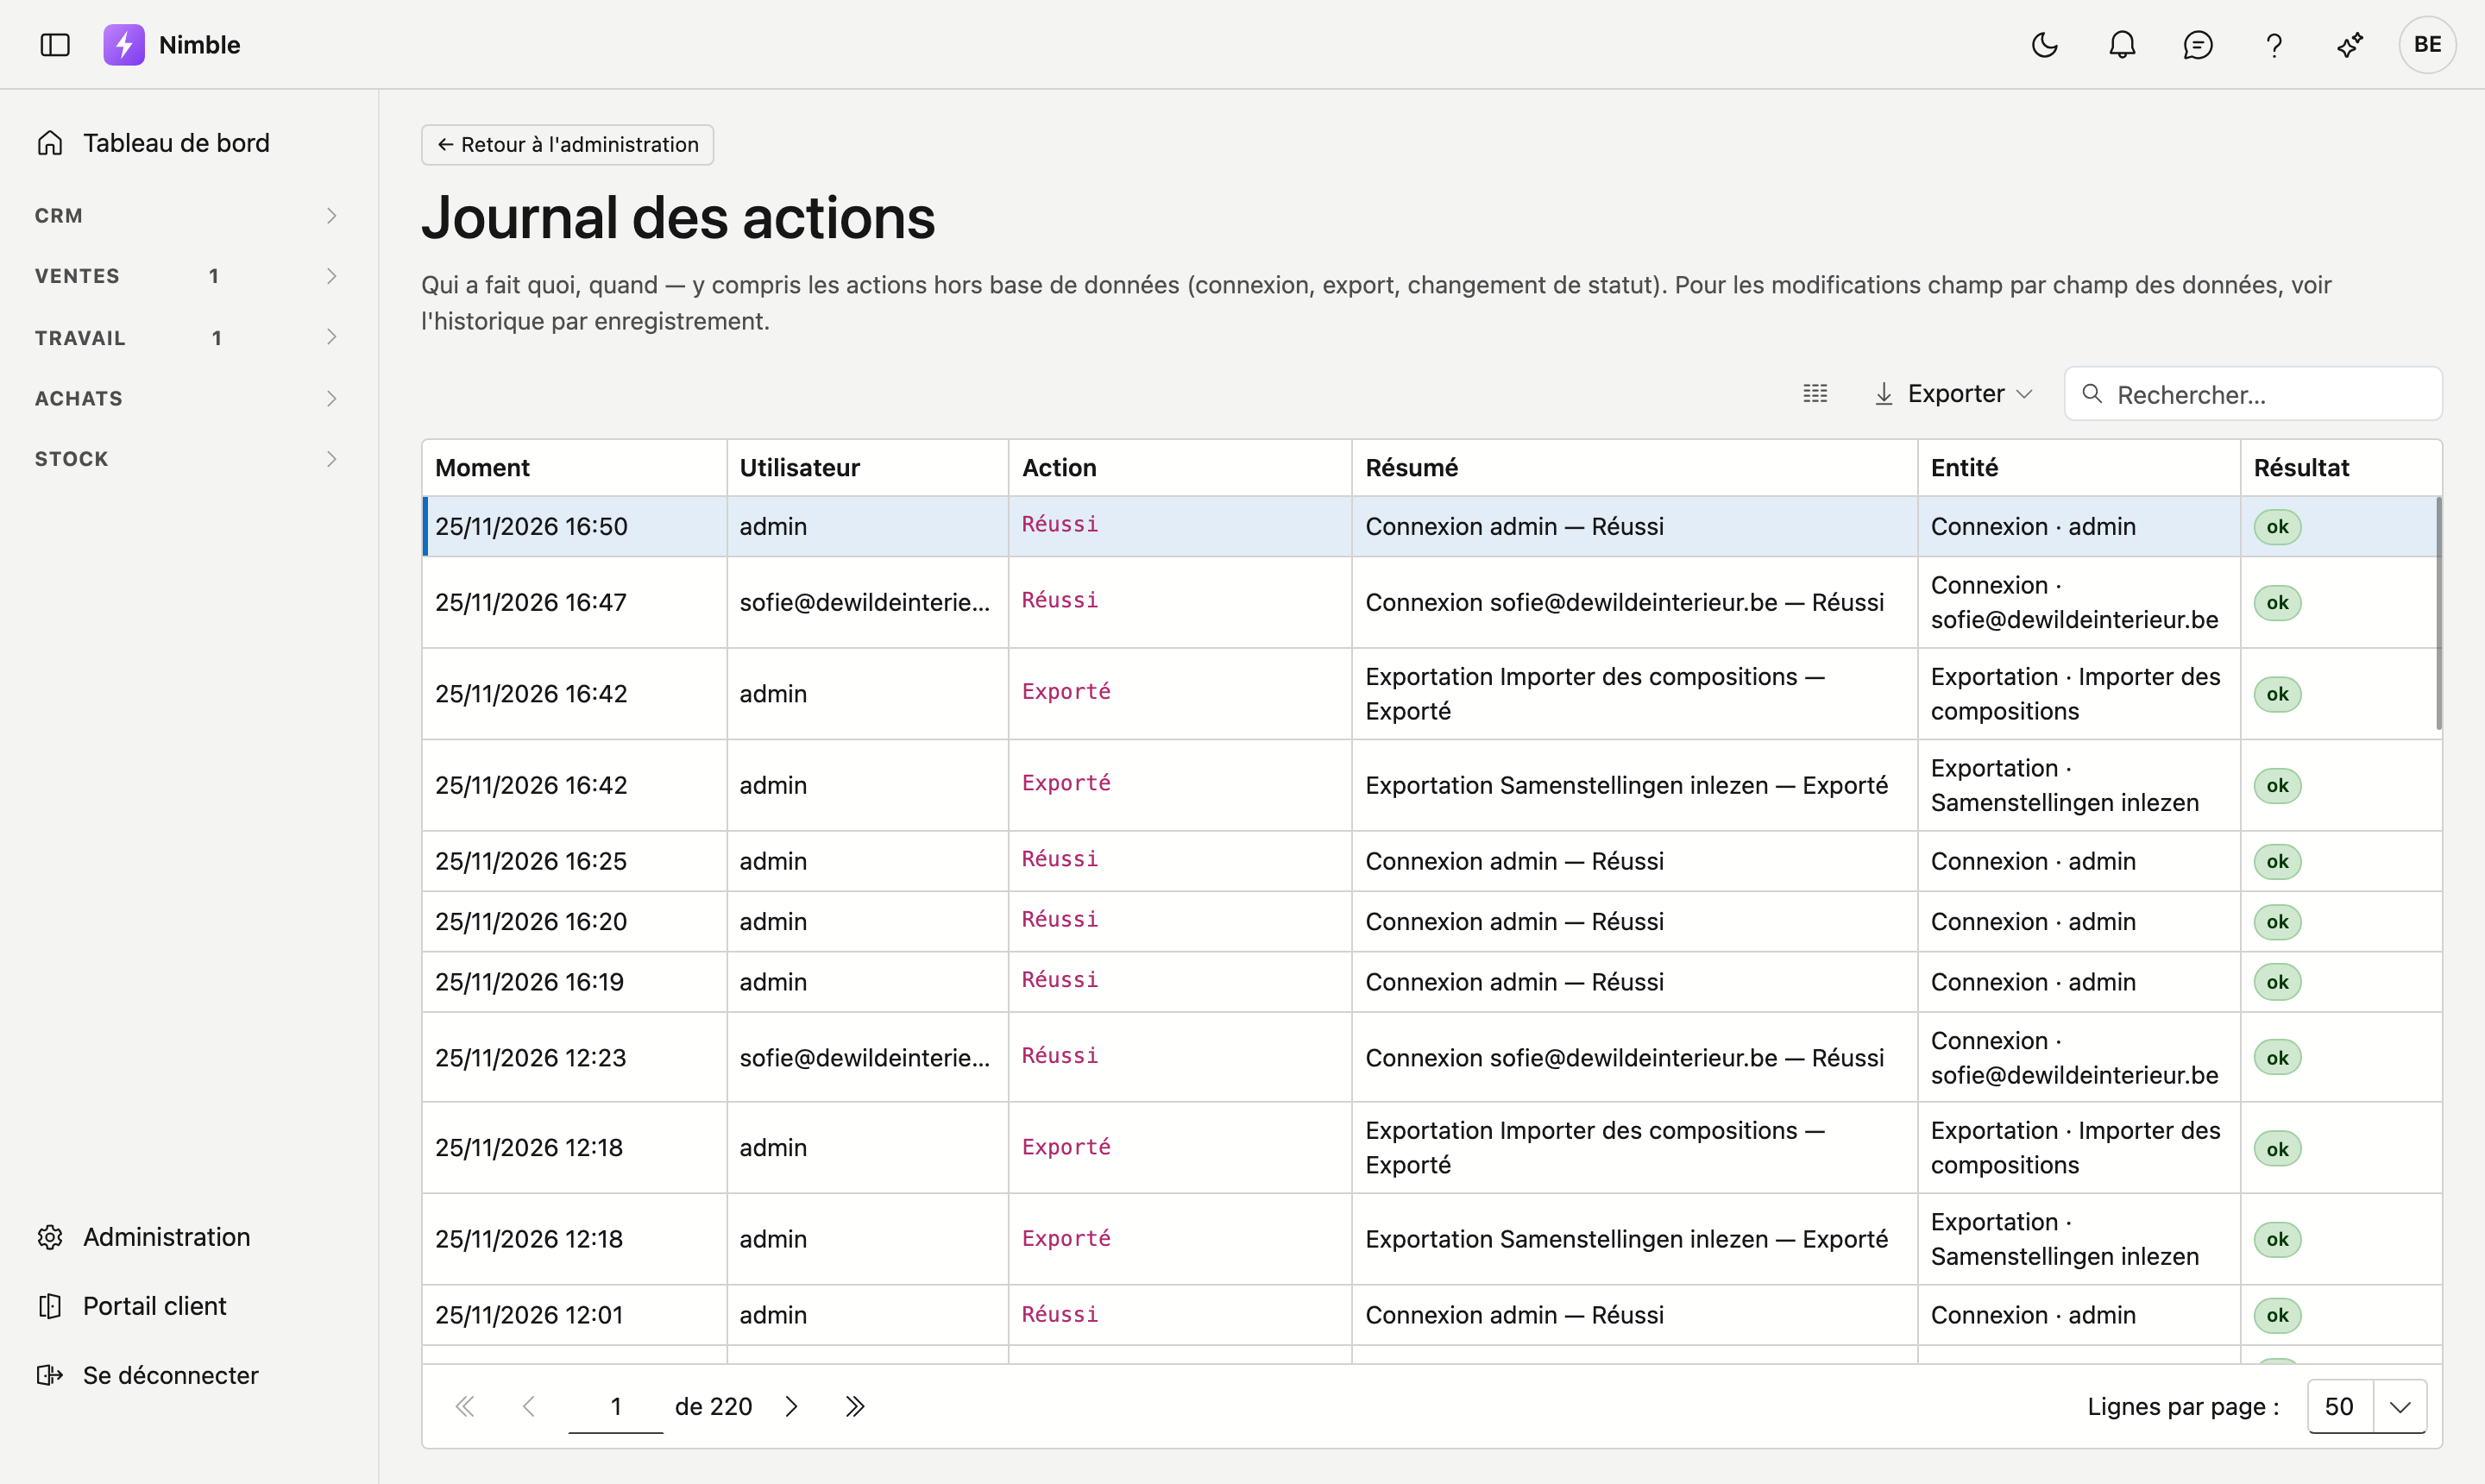 Nimble
BE
Tableau de bord
CRM
VENTES 1
TRAVAIL 1
ACHATS
STOCK
Administration
Portail client
Se déconnecter
← Retour à l'administration
Journal des actions
Qui a fait quoi, quand — y compris les actions hors base de données (connexion, export, changement de statut). Pour les modifications champ par champ des données, voir
l'historique par enregistrement.
Exporter
Rechercher...
Moment Utilisateur Action Résumé Entité Résultat
25/11/2026 16:50 admin Réussi Connexion admin — Réussi Connexion · admin ok
25/11/2026 16:47 sofie@dewildeinterie... Réussi Connexion sofie@dewildeinterieur.be — Réussi Connexion ·
sofie@dewildeinterieur.be ok
25/11/2026 16:42 admin Exporté Exportation Importer des compositions —
Exporté Exportation · Importer des
compositions ok
25/11/2026 16:42 admin Exporté Exportation Samenstellingen inlezen — Exporté Exportation ·
Samenstellingen inlezen ok
25/11/2026 16:25 admin Réussi Connexion admin — Réussi Connexion · admin ok
25/11/2026 16:20 admin Réussi Connexion admin — Réussi Connexion · admin ok
25/11/2026 16:19 admin Réussi Connexion admin — Réussi Connexion · admin ok
25/11/2026 12:23 sofie@dewildeinterie... Réussi Connexion sofie@dewildeinterieur.be — Réussi Connexion ·
sofie@dewildeinterieur.be ok
25/11/2026 12:18 admin Exporté Exportation Importer des compositions —
Exporté Exportation · Importer des
compositions ok
25/11/2026 12:18 admin Exporté Exportation Samenstellingen inlezen — Exporté Exportation ·
Samenstellingen inlezen ok
25/11/2026 12:01 admin Réussi Connexion admin — Réussi Connexion · admin ok
1 de 220
Lignes par page : 50